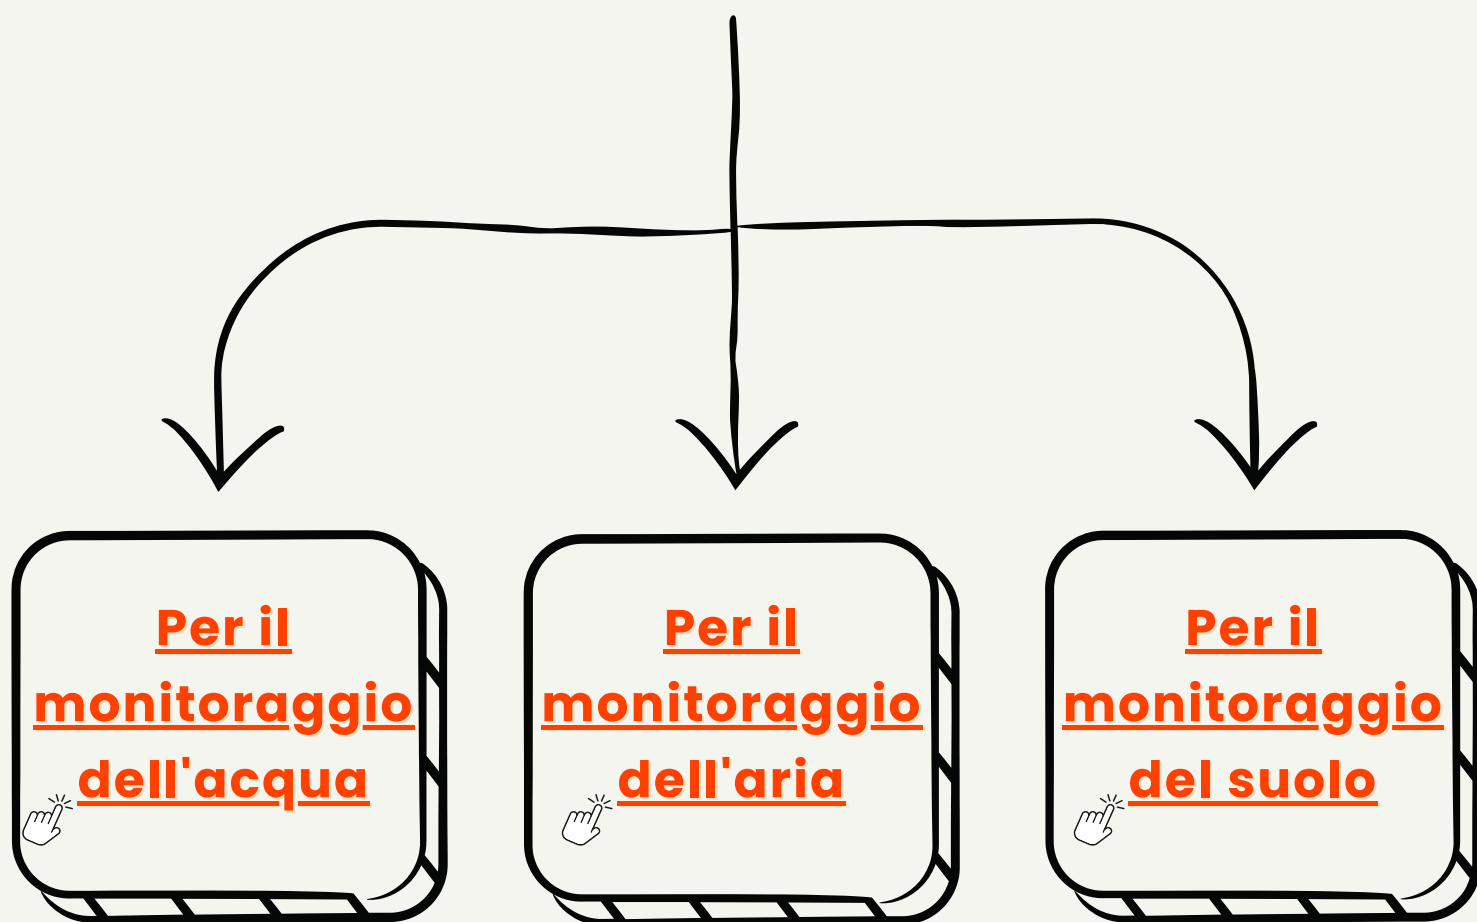 Per il
monitoraggio
dell'acqua
Per il
monitoraggio
dell'aria
Per il
monitoraggio
del suolo